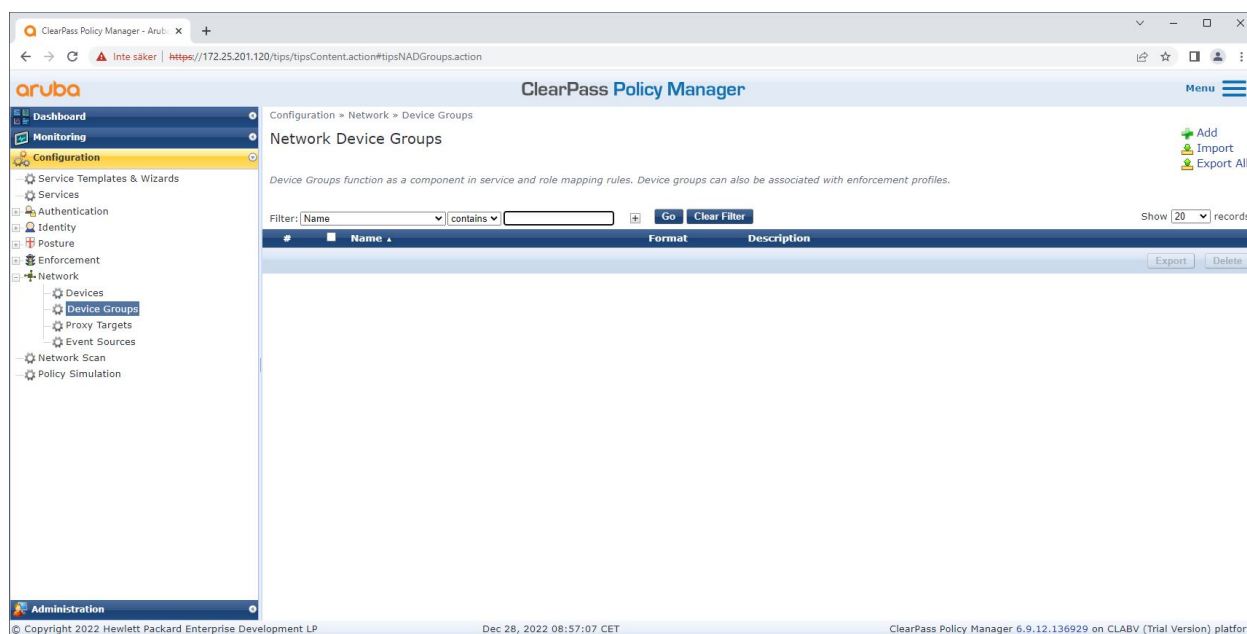 ClearPass Policy Manager - Arub
Inte säker | https://172.25.201.120/tips/tipsContent.action#tipsNADGroups.action
aruba
ClearPass Policy Manager
Menu
Dashboard
Monitoring
Configuration
Service Templates & Wizards
Services
Authentication
Identity
Posture
Enforcement
Network
Devices
Device Groups
Proxy Targets
Event Sources
Network Scan
Policy Simulation
Administration
Configuration » Network » Device Groups
Network Device Groups
Add
Import
Export All
Device Groups function as a component in service and role mapping rules. Device groups can also be associated with enforcement profiles.
Filter: Name contains + Go Clear Filter Show 20 records
# Name Format Description
Export Delete
© Copyright 2022 Hewlett Packard Enterprise Development LP Dec 28, 2022 08:57:07 CET ClearPass Policy Manager 6.9.12.136929 on CLABV (Trial Version) platfor